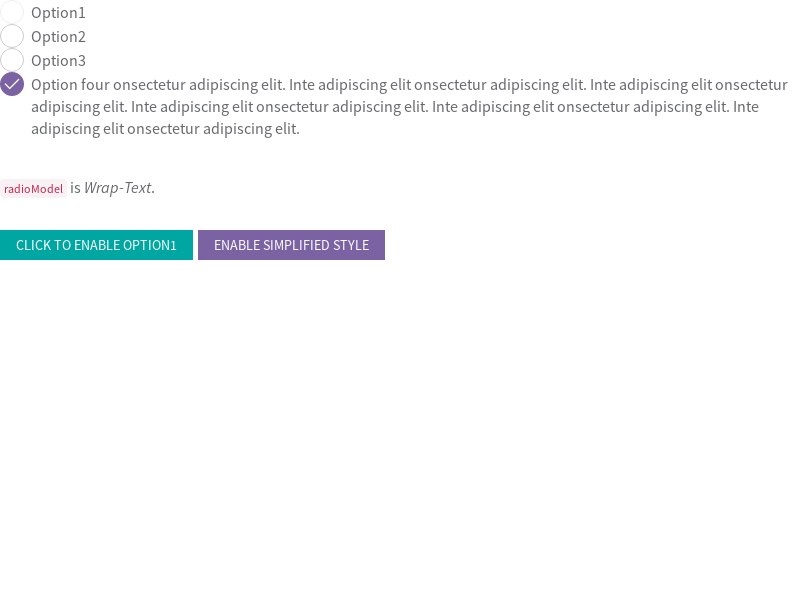 Option1
Option2
Option3
Option four onsectetur adipiscing elit. Inte adipiscing elit onsectetur adipiscing elit. Inte adipiscing elit onsectetur
adipiscing elit. Inte adipiscing elit onsectetur adipiscing elit. Inte adipiscing elit onsectetur adipiscing elit. Inte
adipiscing elit onsectetur adipiscing elit.
radioModel is Wrap-Text.
CLICK TO ENABLE OPTION1 ENABLE SIMPLIFIED STYLE